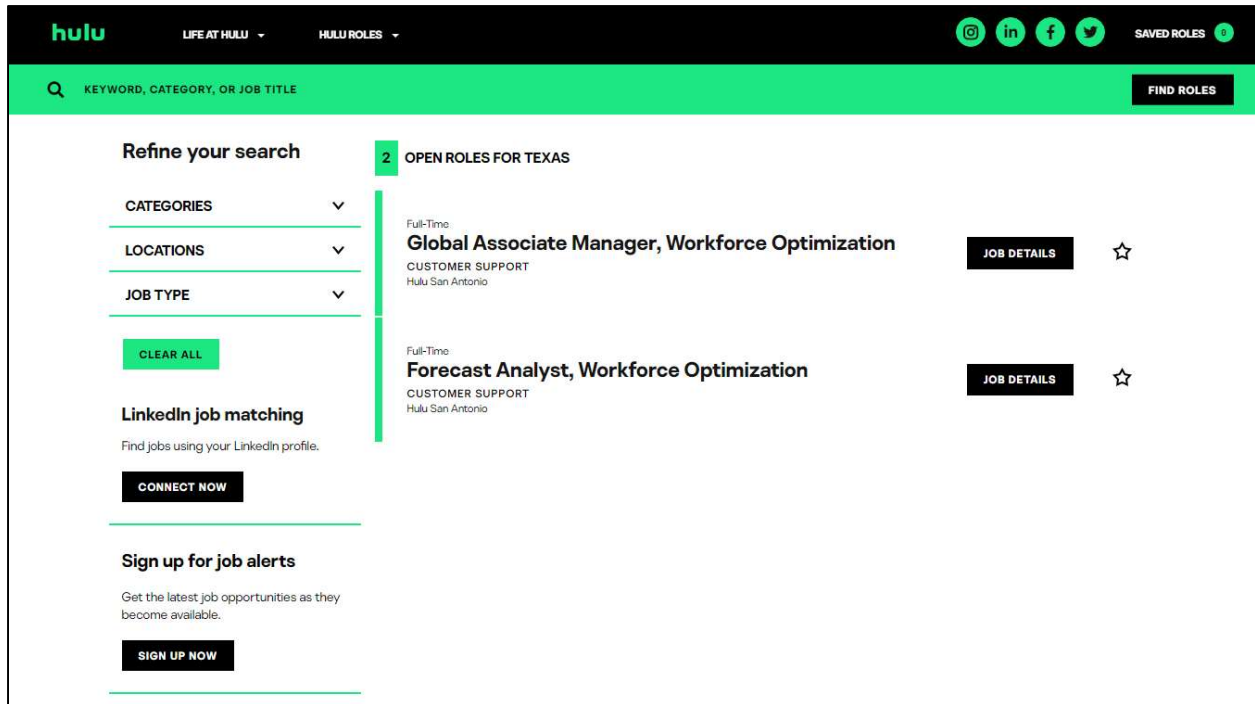 hulu
LIFE AT HULU
HULU ROLES
SAVED ROLES 0
KEYWORD, CATEGORY, OR JOB TITLE
FIND ROLES
Refine your search
CATEGORIES
LOCATIONS
JOB TYPE
CLEAR ALL
LinkedIn job matching
Find jobs using your LinkedIn profile.
CONNECT NOW
Sign up for job alerts
Get the latest job opportunities as they
become available.
SIGN UP NOW
2 OPEN ROLES FOR TEXAS
Full-Time
Global Associate Manager, Workforce Optimization
CUSTOMER SUPPORT
Hulu San Antonio
JOB DETAILS
Full-Time
Forecast Analyst, Workforce Optimization
CUSTOMER SUPPORT
Hulu San Antonio
JOB DETAILS